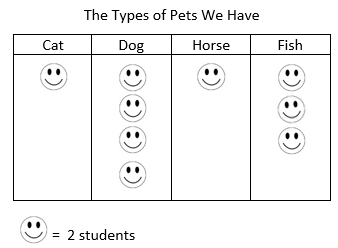 The Types of Pets We Have
Cat Dog Horse Fish
= 2 students